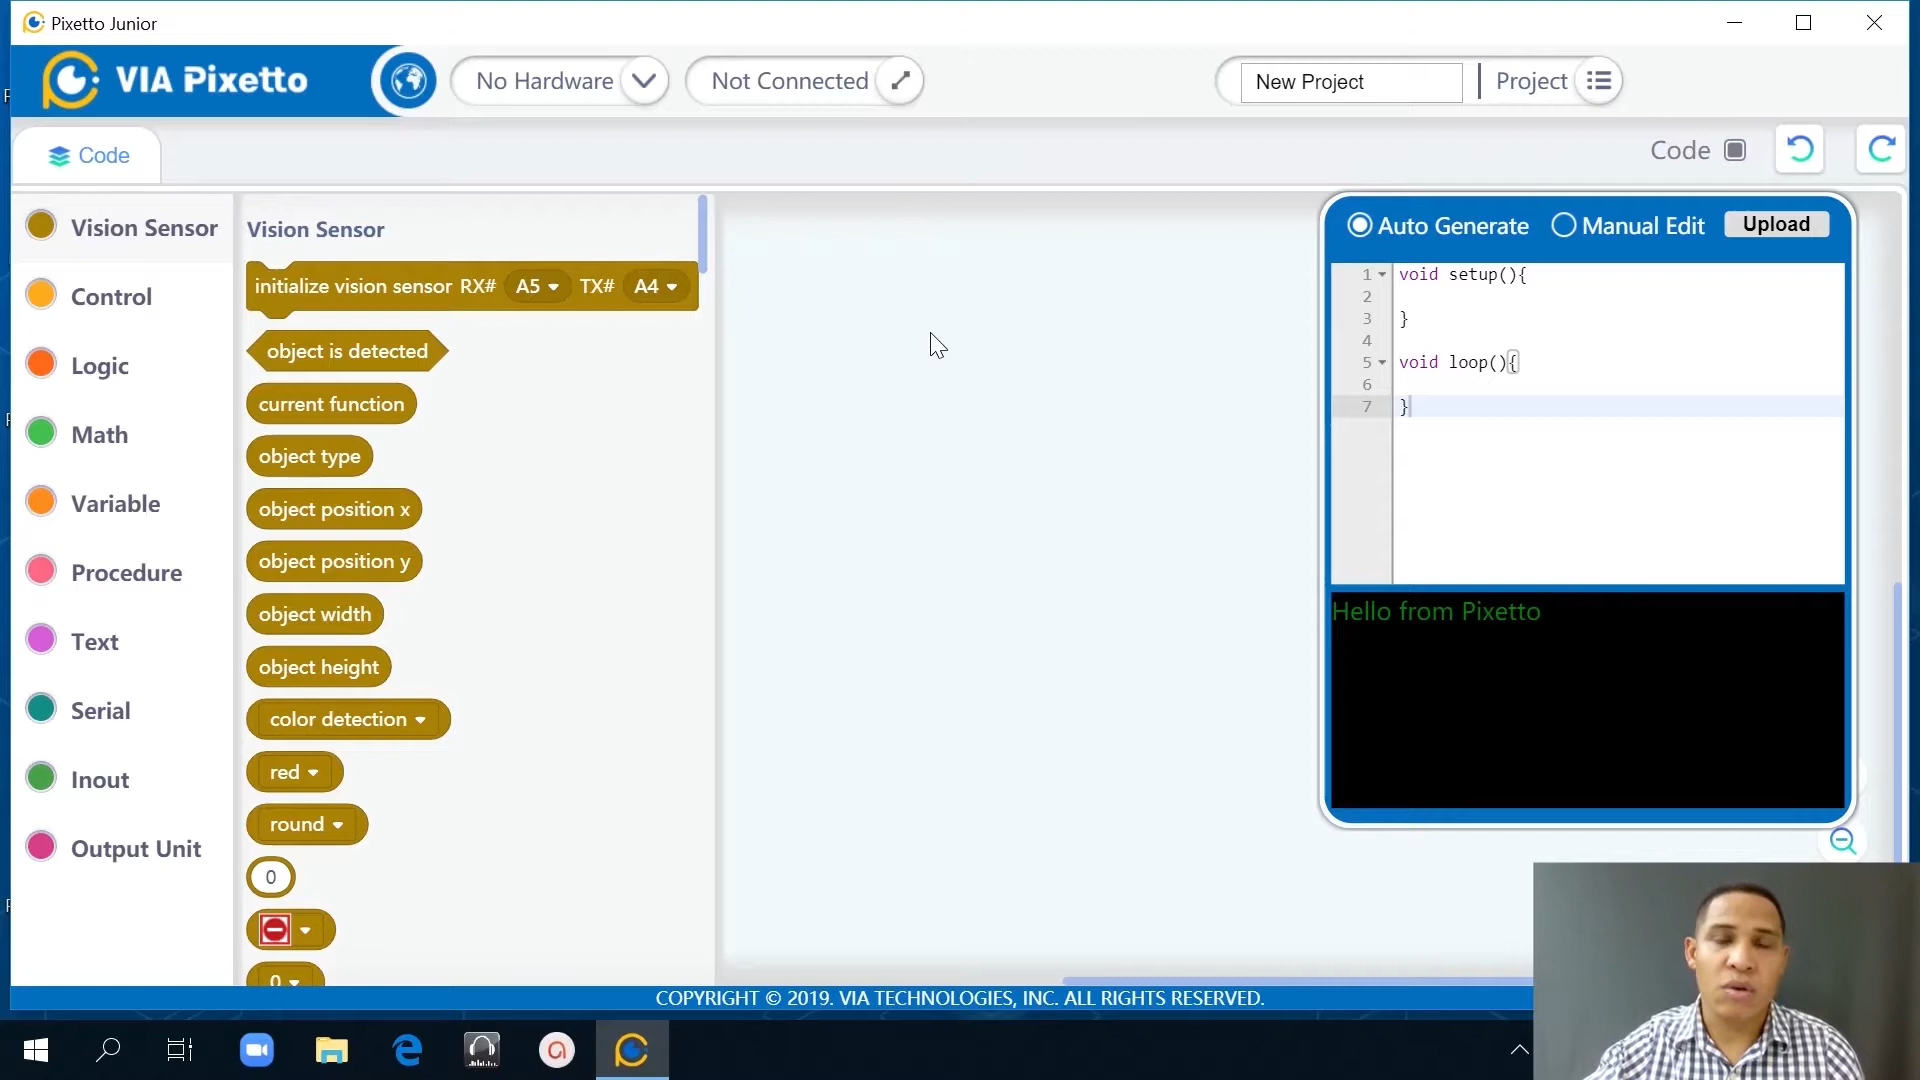 Pixetto Junior
VIA Pixetto
No Hardware
Not Connected
New Project
Project
Code
Code
Vision Sensor
Control
Logic
Math
Variable
Procedure
Text
Serial
Inout
Output Unit
Vision Sensor
initialize vision sensor RX# A5 TX# A4
object is detected
current function
object type
object position x
object position y
object width
object height
color detection
red
round
0
0
Auto Generate Manual Edit Upload
1 void setup(){
2
3 }
4
5 void loop(){
6
7 }
Hello from Pixetto
COPYRIGHT © 2019. VIA TECHNOLOGIES, INC. ALL RIGHTS RESERVED.